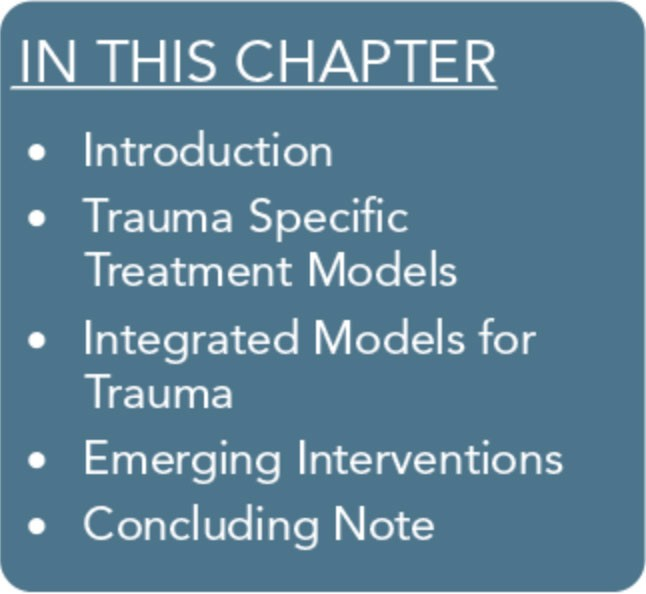 IN THIS CHAPTER
• Introduction
• Trauma Specific
Treatment Models
• Integrated Models for
Trauma
• Emerging Interventions
• Concluding Note